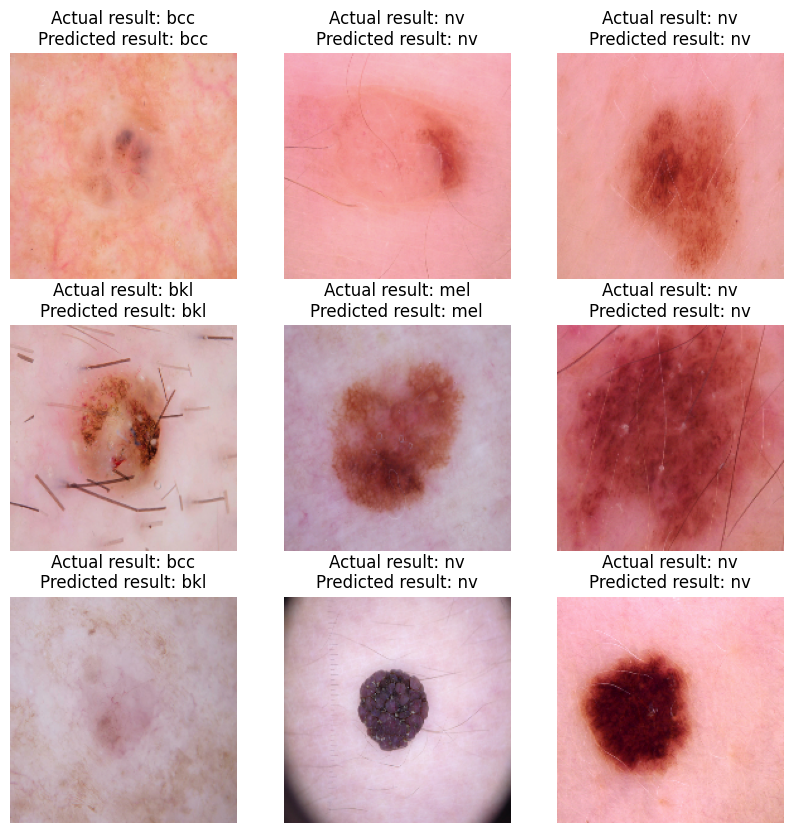 Actual result: bcc
Predicted result: bcc
Actual result: nv
Predicted result: nv
Actual result: nv
Predicted result: nv
Actual result: bkl
Predicted result: bkl
Actual result: mel
Predicted result: mel
Actual result: nv
Predicted result: nv
Actual result: bcc
Predicted result: bkl
Actual result: nv
Predicted result: nv
Actual result: nv
Predicted result: nv